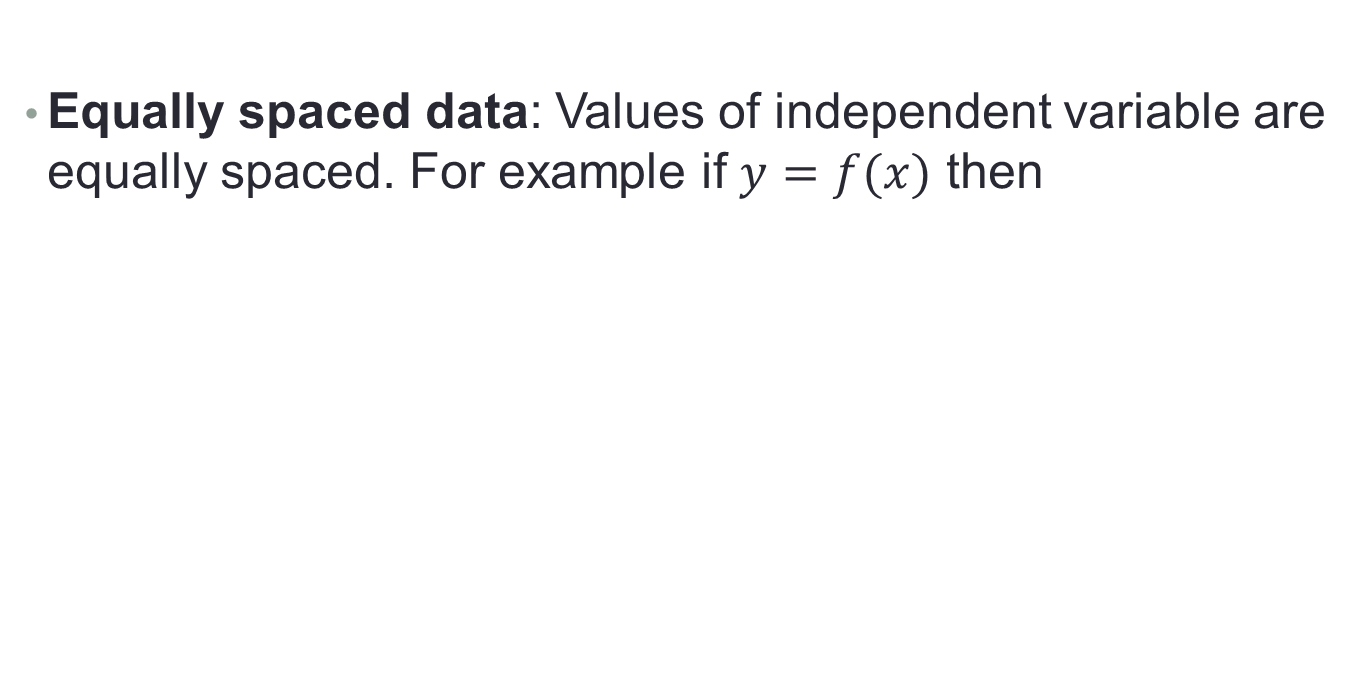 • Equally spaced data: Values of independent variable are
equally spaced. For example if y = f(x) then